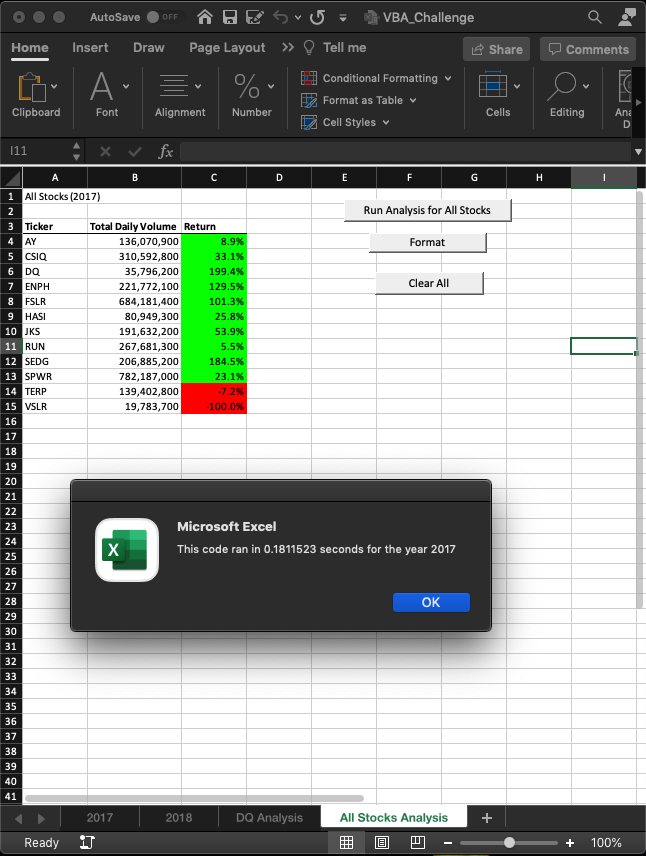 AutoSave OFF VBA_Challenge
Home Insert Draw Page Layout Tell me Share Comments
Clipboard Font Alignment Number Conditional Formatting Format as Table Cell Styles Cells Editing
I11 fx
A B C D E F G H I
1 All Stocks (2017)
2 Run Analysis for All Stocks
3 Ticker Total Daily Volume Return
4 AY 136,070,900 8.9% Format
5 CSIQ 310,592,800 33.1%
6 DQ 35,796,200 199.4%
7 ENPH 221,772,100 129.5% Clear All
8 FSLR 684,181,400 101.3%
9 HASI 80,949,300 25.8%
10 JKS 191,632,200 53.9%
11 RUN 267,681,300 5.5%
12 SEDG 206,885,200 184.5%
13 SPWR 782,187,000 23.1%
14 TERP 139,402,800 -7.2%
15 VSLR 19,783,700 -100.0%
16
17
18
19
20
21
22
23 Microsoft Excel
24
25 This code ran in 0.1811523 seconds for the year 2017
26
27
28 OK
29
30
31
32
33
34
35
36
37
38
39
40
41
2017 2018 DQ Analysis All Stocks Analysis +
Ready 100%